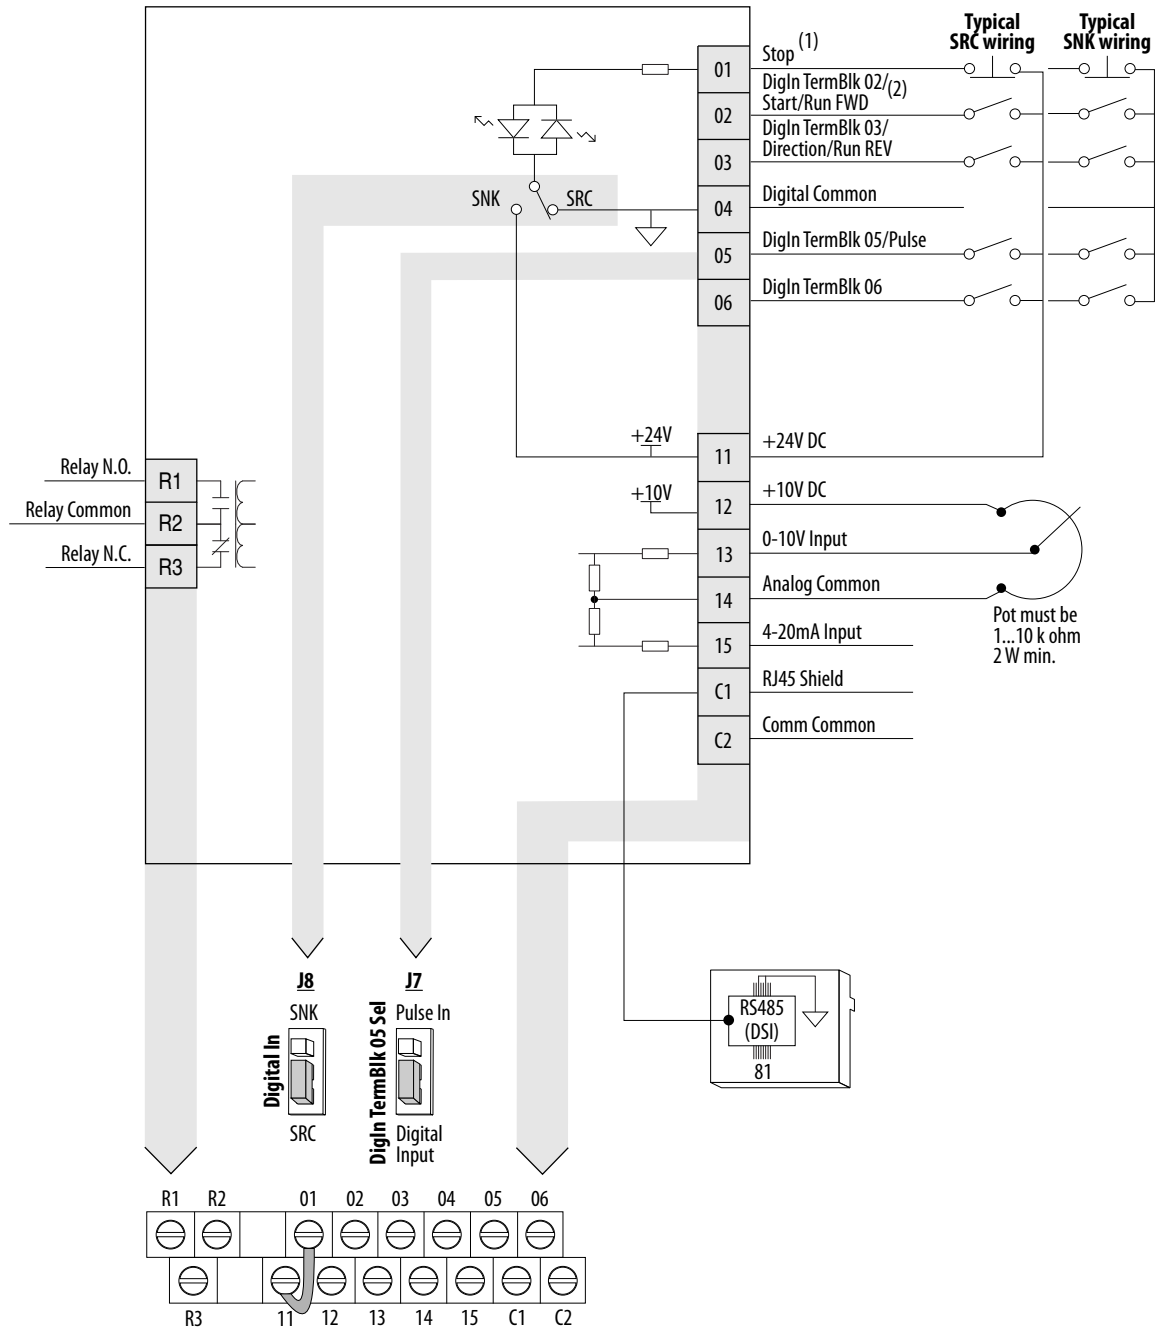 Typical
SRC wiring
Typical
SNK wiring
01
Stop (1)
02
DigIn TermBlk 02/(2)
Start/Run FWD
03
DigIn TermBlk 03/
Direction/Run REV
SNK
SRC
04
Digital Common
05
DigIn TermBlk 05/Pulse
06
DigIn TermBlk 06
+24V
11
+24V DC
+10V
12
+10V DC
13
0-10V Input
14
Analog Common
15
4-20mA Input
C1
RJ45 Shield
C2
Comm Common
Pot must be
1...10 k ohm
2 W min.
Relay N.O.
R1
Relay Common
R2
Relay N.C.
R3
J8
SNK
Digital In
SRC
J7
Pulse In
DigIn TermBlk 05 Sel
Digital
Input
RS485
(DSI)
81
R1 R2 01 02 03 04 05 06
R3 11 12 13 14 15 C1 C2